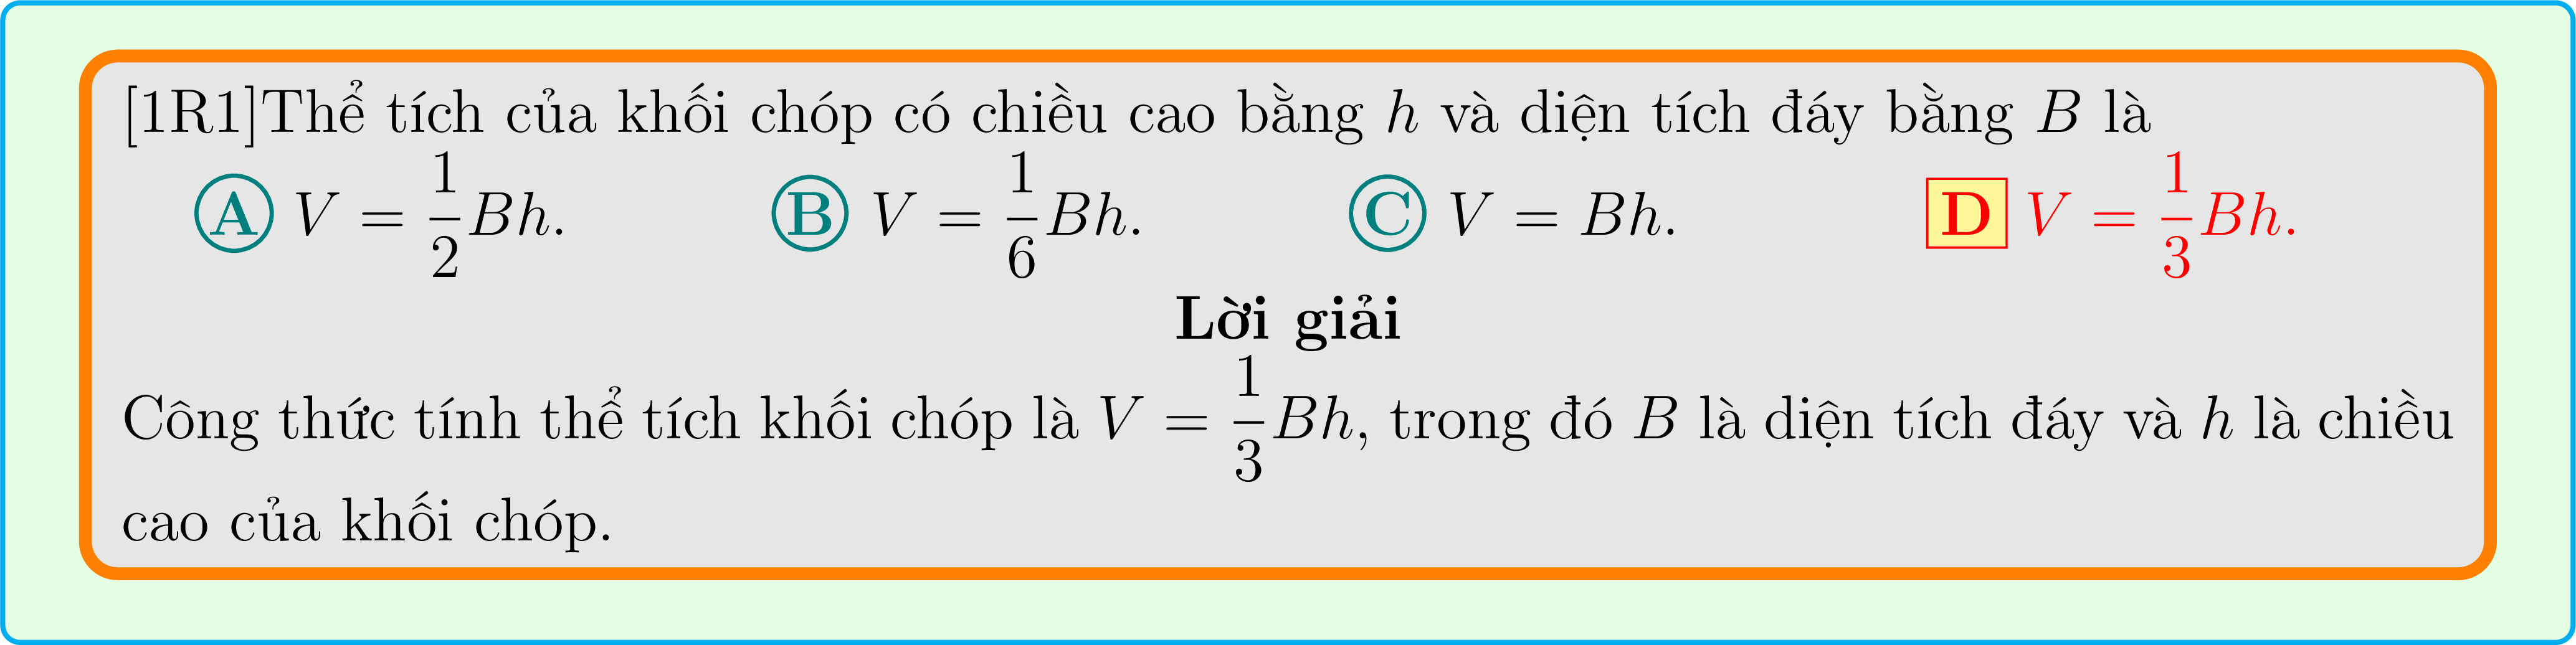 [1R1]Thể tích của khối chóp có chiều cao bằng h và diện tích đáy bằng B là
A V = \frac{1}{2}Bh. B V = \frac{1}{6}Bh. C V = Bh. D V = \frac{1}{3}Bh.
Lời giải
Công thức tính thể tích khối chóp là V = \frac{1}{3}Bh, trong đó B là diện tích đáy và h là chiều
cao của khối chóp.